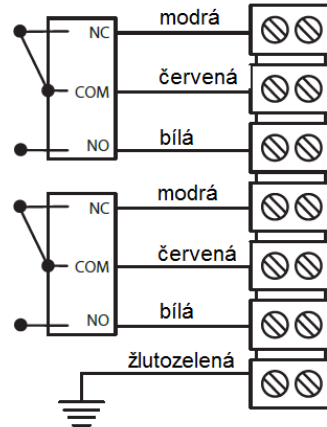 NC modrá
COM červená
NO bílá
NC modrá
COM červená
NO bílá
žlutozelená